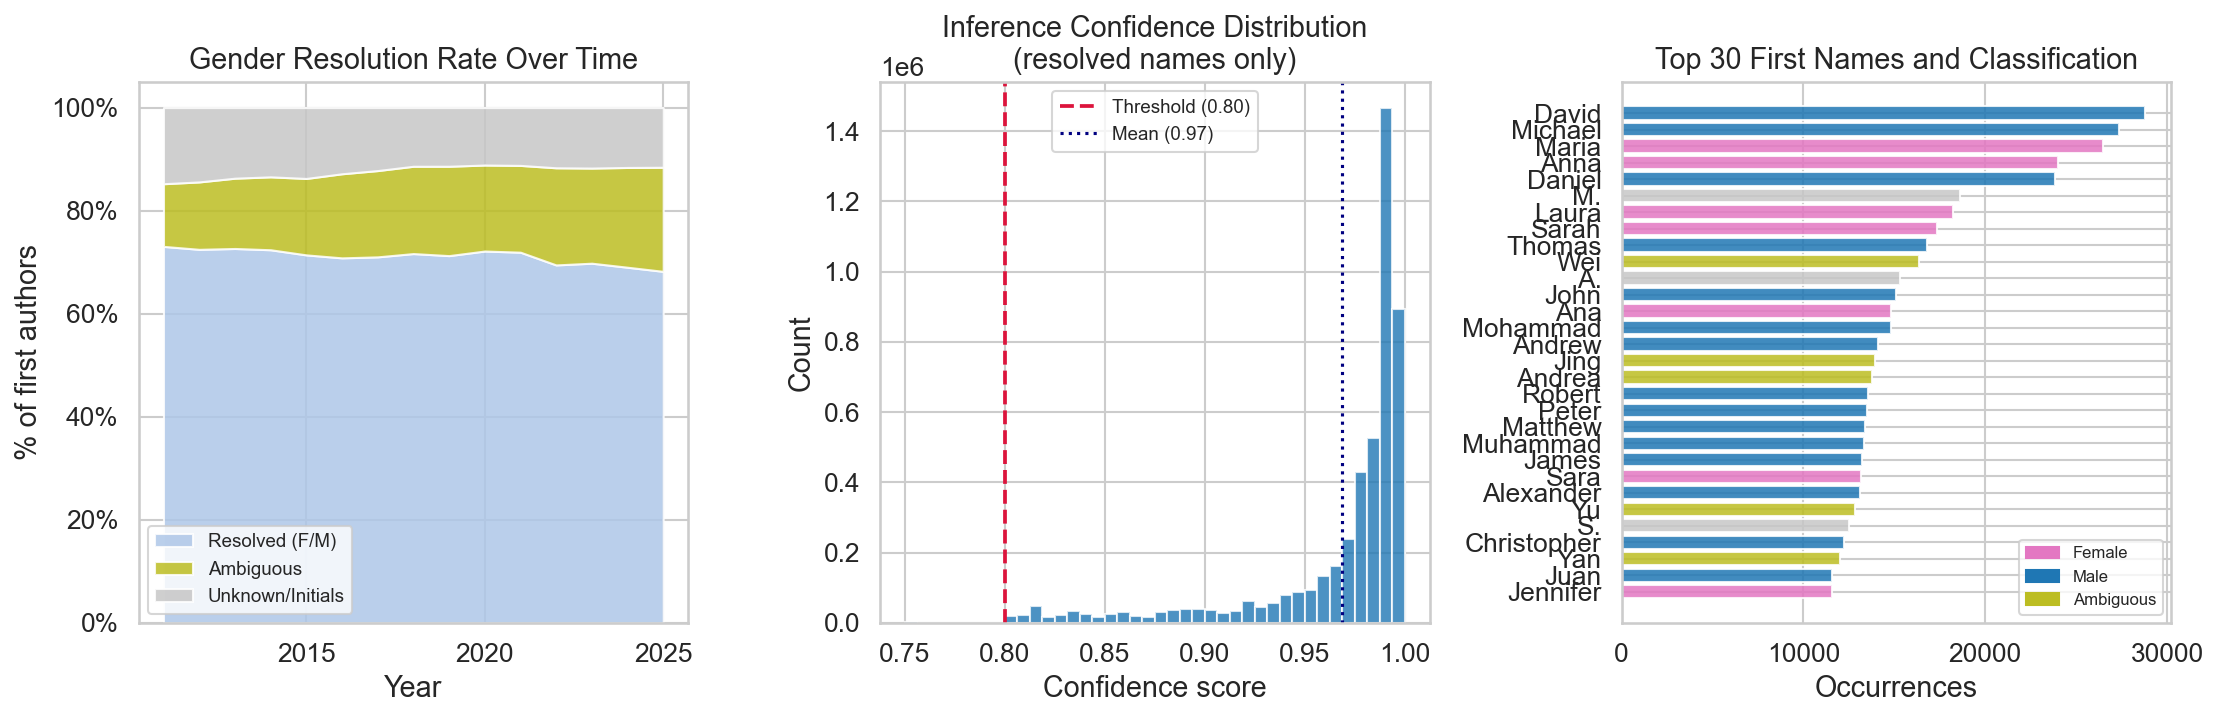 Gender Resolution Rate Over Time
% of first authors
100%
80%
60%
40%
20%
0%
Resolved (F/M)
Ambiguous
Unknown/Initials
2015
2020
2025
Year
Inference Confidence Distribution
(resolved names only)
1e6
Count
1.4
1.2
1.0
0.8
0.6
0.4
0.2
0.0
Threshold (0.80)
Mean (0.97)
0.75
0.80
0.85
0.90
0.95
1.00
Confidence score
Top 30 First Names and Classification
David
Michael
Maria
Anna
Daniel
M.
Laura
Sarah
Thomas
Wei
A.
John
Ana
Mohammad
Andrew
Jing
Andrea
Robert
Peter
Matthew
Muhammad
James
Sara
Alexander
Yu
S.
Christopher
Yan
Juan
Jennifer
Female
Male
Ambiguous
0
10000
20000
30000
Occurrences